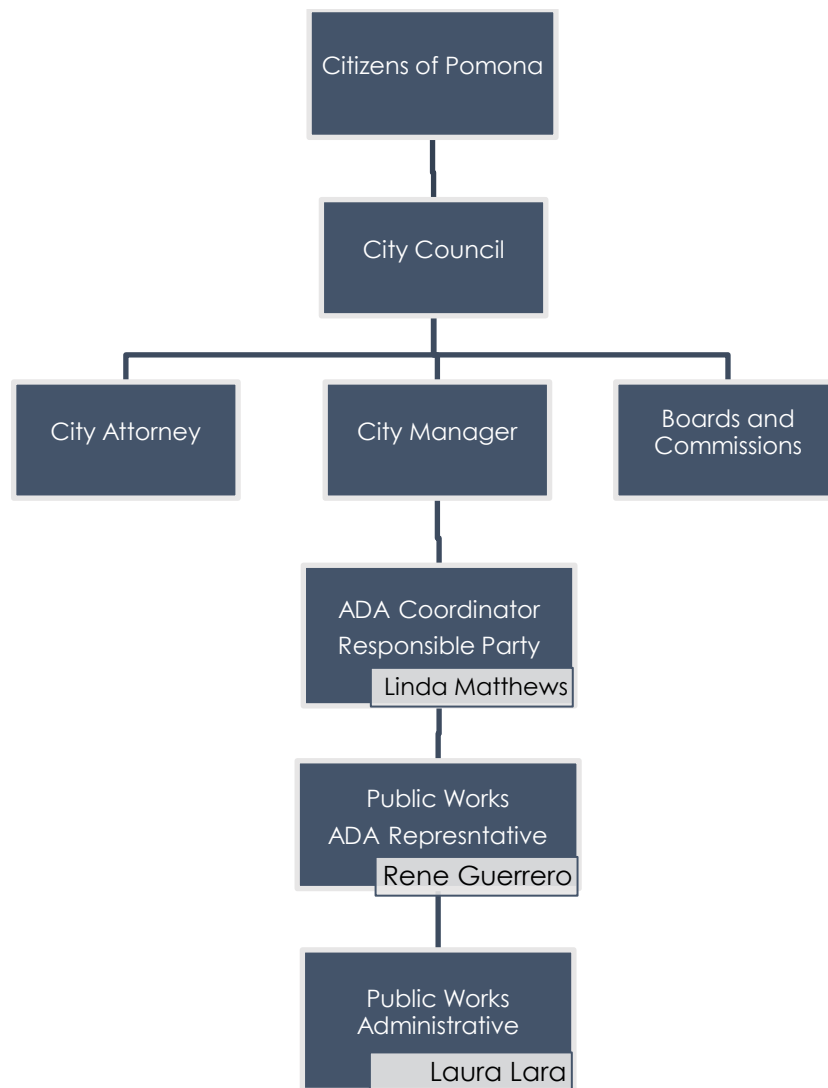 Citizens of Pomona
City Council
City Attorney
City Manager
Boards and
Commissions
ADA Coordinator
Responsible Party
Linda Matthews
Public Works
ADA Represntative
Rene Guerrero
Public Works
Administrative
Laura Lara